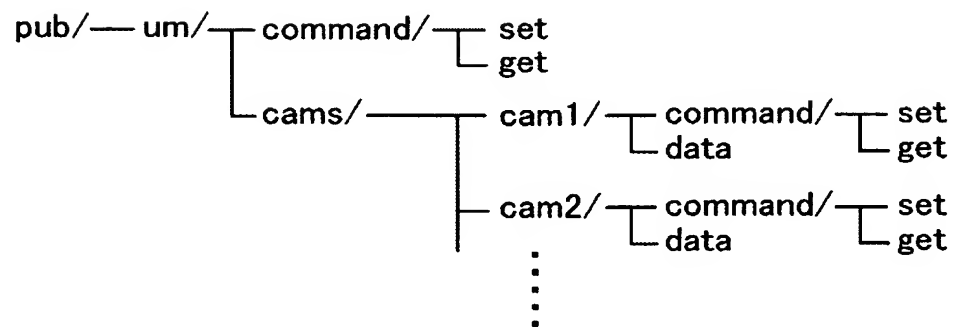 pub/ um/ command/ set
get
cams/ cam1/ command/ set
data get
cam2/ command/ set
data get